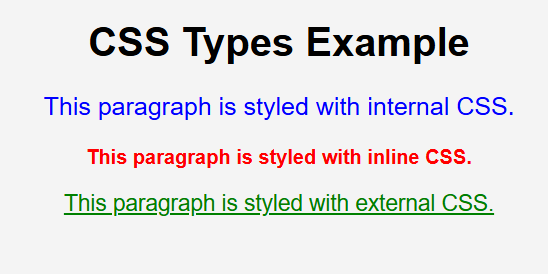 CSS Types Example
This paragraph is styled with internal CSS.
This paragraph is styled with inline CSS.
This paragraph is styled with external CSS.